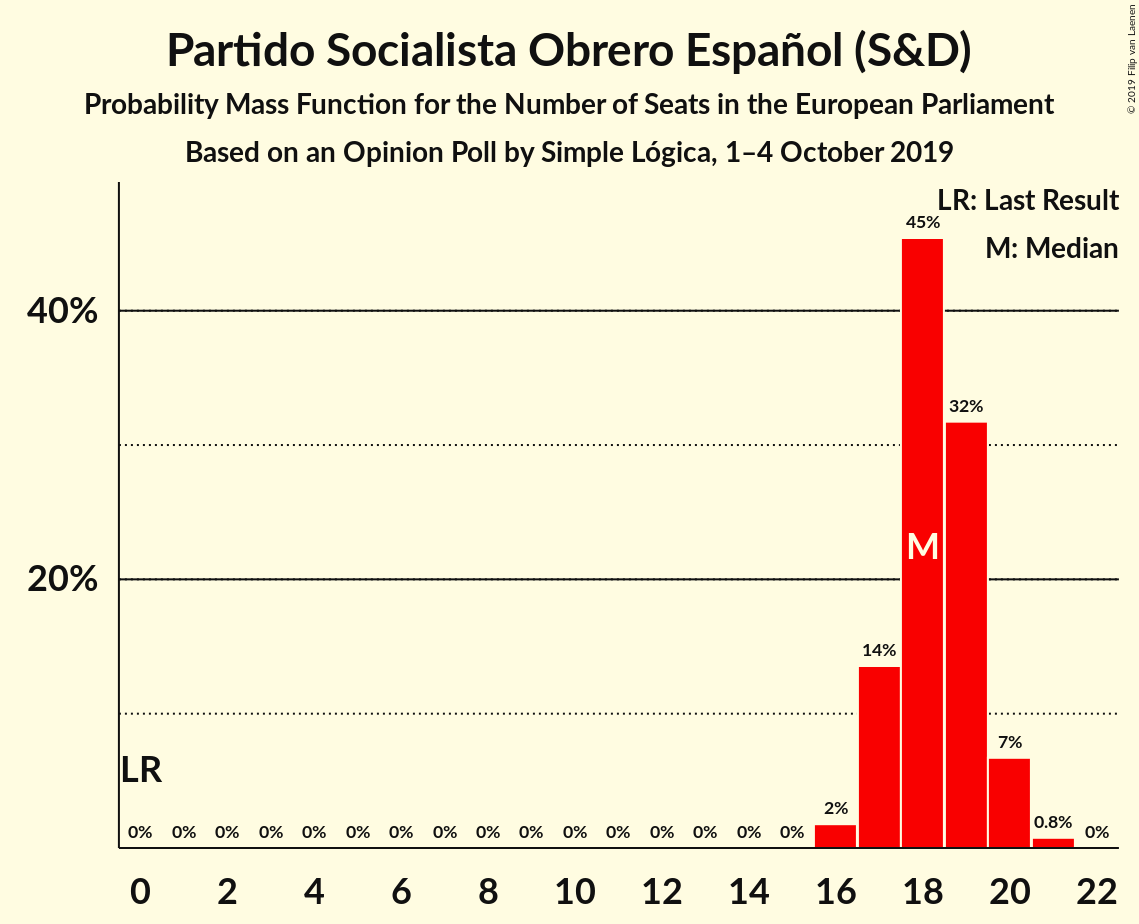 Partido Socialista Obrero Español (S&D)
Probability Mass Function for the Number of Seats in the European Parliament
Based on an Opinion Poll by Simple Lógica, 1–4 October 2019
© 2019 Filip van Laenen
LR: Last Result
M: Median
40%
20%
45%
32%
M
14%
7%
LR
2%
0.8%
0% 0% 0% 0% 0% 0% 0% 0% 0% 0% 0% 0% 0% 0% 0% 0% 0%
0 2 4 6 8 10 12 14 16 18 20 22